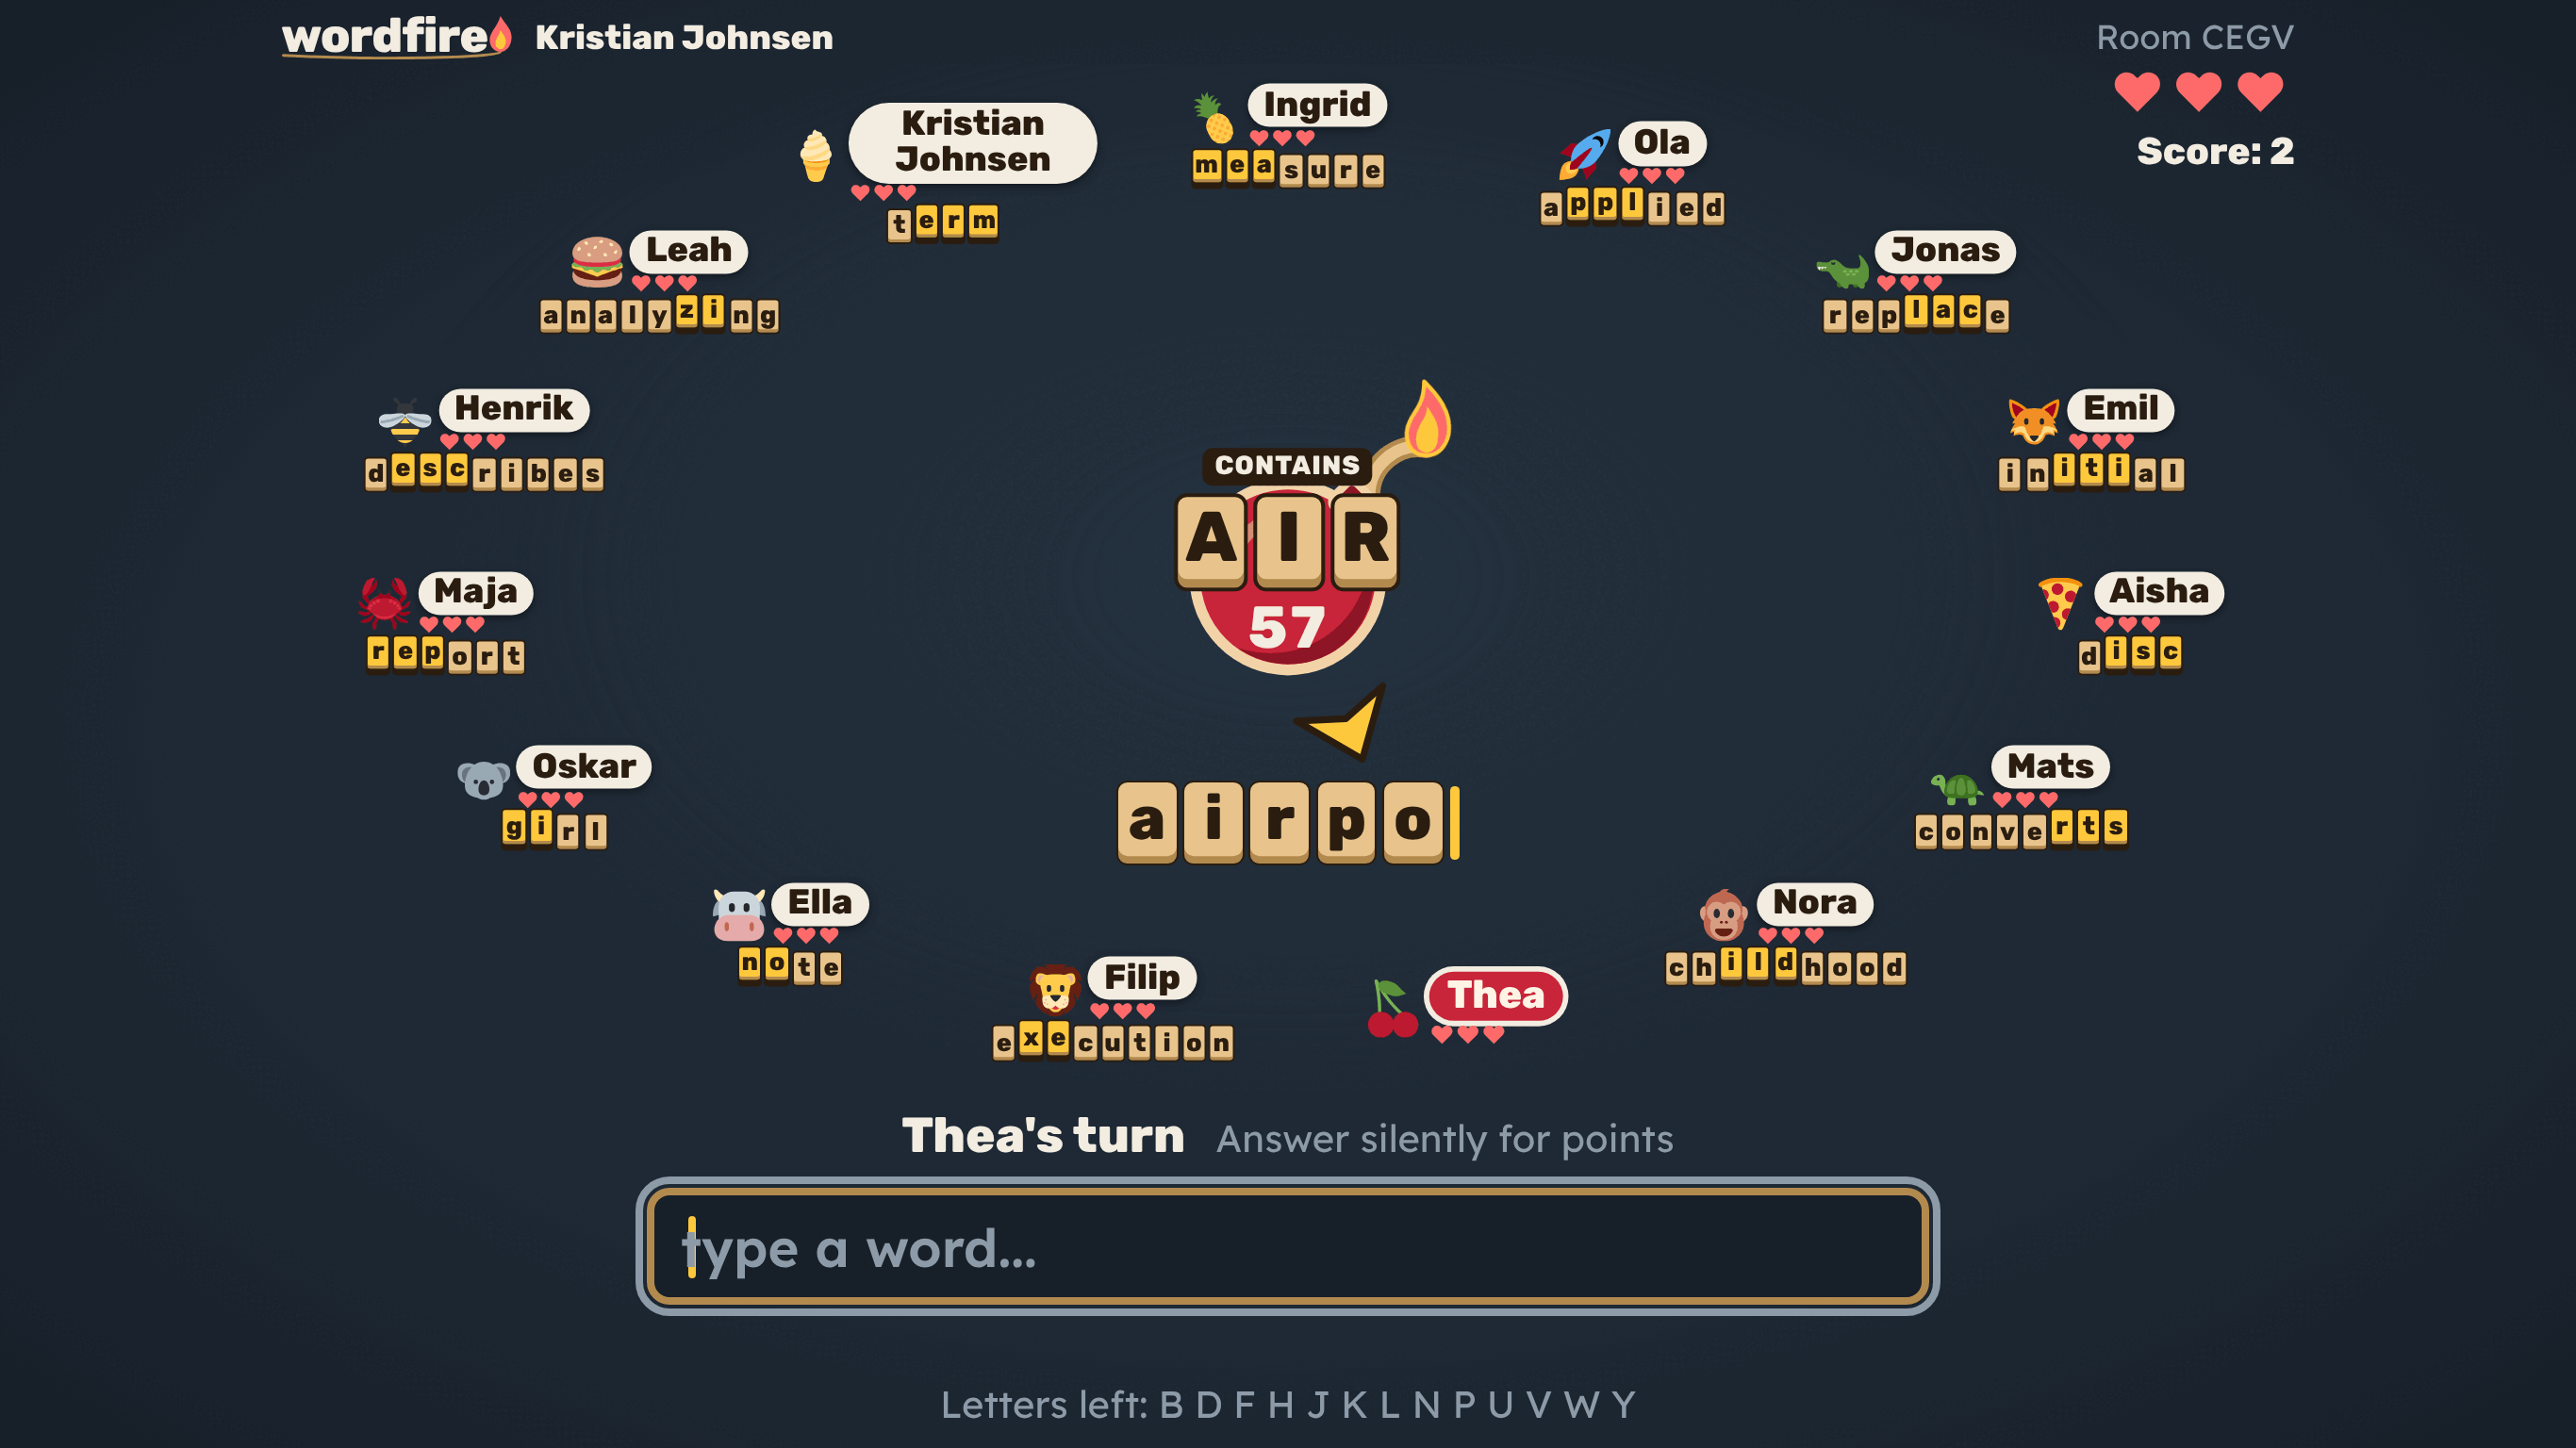 wordfire Kristian Johnsen
Room CEGV
Score: 2
Kristian
Johnsen
term
Ingrid
measure
Ola
applied
Leah
analyzing
Jonas
replace
Henrik
describes
Emil
initial
CONTAINS
AIR
57
Maja
report
Aisha
disc
Oskar
girl
airpo
Mats
converts
Ella
note
Nora
childhood
Filip
execution
Thea
Thea's turn Answer silently for points
type a word...
Letters left: B D F H J K L N P U V W Y